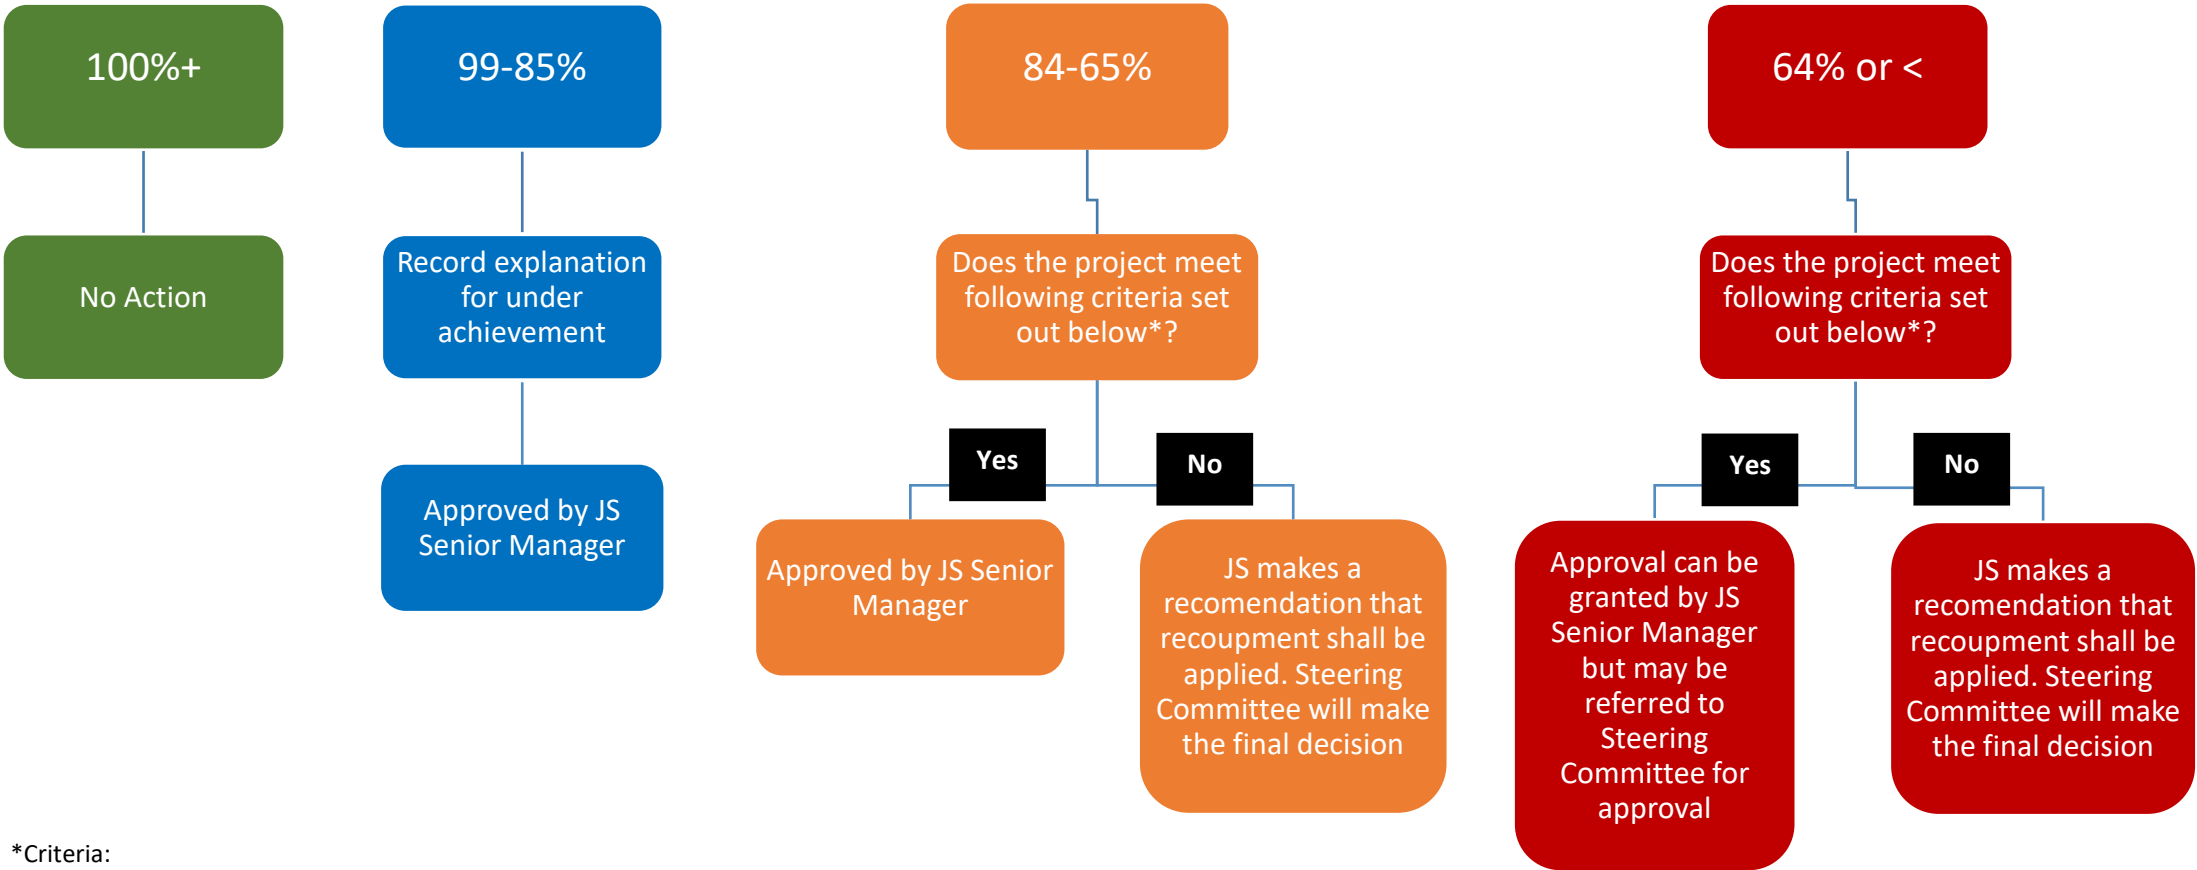 100%+
99-85%
84-65%
64% or <
No Action
Record explanation
for under
achievement
Does the project meet
following criteria set
out below*?
Does the project meet
following criteria set
out below*?
Approved by JS
Senior Manager
Yes
No
Yes
No
Approved by JS Senior
Manager
JS makes a
recomendation that
recoupment shall be
applied. Steering
Committee will make
the final decision
Approval can be
granted by JS
Senior Manager
but may be
referred to
Steering
Committee for
approval
JS makes a
recomendation that
recoupment shall be
applied. Steering
Committee will make
the final decision
*Criteria: